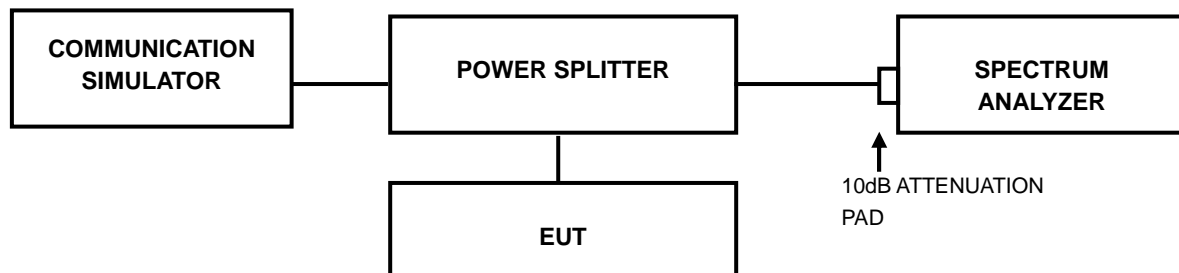 COMMUNICATION
SIMULATOR
POWER SPLITTER
SPECTRUM
ANALYZER
10dB ATTENUATION
PAD
EUT